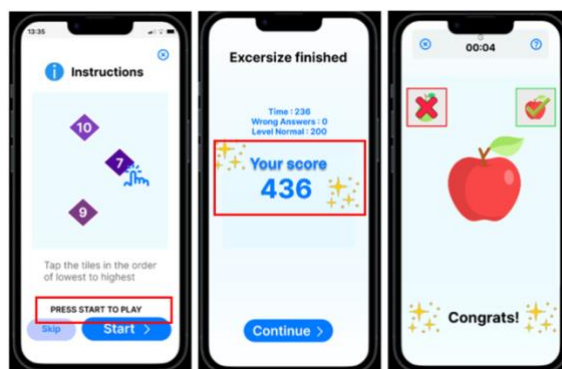 13:35
Instructions
10
7
9
Tap the tiles in the order
of lowest to highest
PRESS START TO PLAY
Skip
Start >
Excersize finished
Time : 236
Wrong Answers : 0
Level Normal : 200
Your score
436
Continue >
00:04
Congrats!